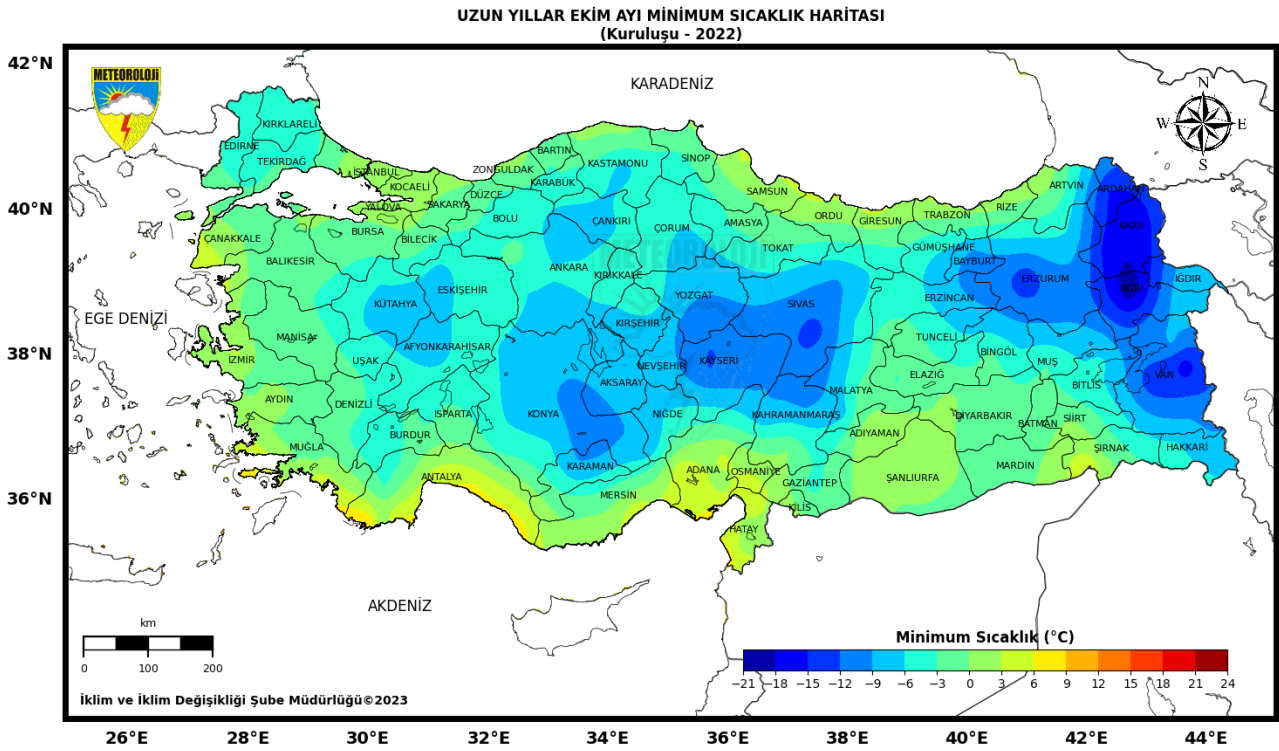 UZUN YILLAR EKİM AYI MİNİMUM SICAKLIK HARİTASI
(Kuruluşu - 2022)
42°N
40°N
38°N
36°N
METEOROLOJİ
KARADENİZ
N
W
E
S
KIRKLARELİ
EDİRNE
TEKİRDAĞ
İSTANBUL
KOCAELİ
YALOVA
SAKARYA
DÜZCE
ZONGULDAK
BARTIN
KARABÜK
KASTAMONU
SİNOP
SAMSUN
ORDU
GİRESUN
TRABZON
RİZE
ARTVİN
ARDAHAN
KARS
ÇANAKKALE
BALIKESİR
BURSA
BİLECİK
BOLU
ÇANKIRI
ÇORUM
AMASYA
TOKAT
GÜMÜŞHANE
BAYBURT
ERZURUM
AĞRI
IĞDIR
METEOROLOJİ
ANKARA
KIRIKKALE
YOZGAT
SİVAS
ERZİNCAN
KÜTAHYA
ESKİŞEHİR
EGE DENİZİ
MANİSA
İZMİR
UŞAK
AFYONKARAHİSAR
KIRŞEHİR
NEVŞEHİR
KAYSERİ
TUNCELİ
BİNGÖL
MUŞ
BİTLİS
VAN
ELAZIĞ
MALATYA
AKSARAY
AYDIN
DENİZLİ
ISPARTA
KONYA
NİĞDE
KAHRAMANMARAŞ
DİYARBAKIR
BATMAN
SİİRT
ADIYAMAN
MUĞLA
BURDUR
ŞIRNAK
HAKKARİ
ANTALYA
KARAMAN
MERSİN
ADANA
OSMANİYE
GAZİANTEP
ŞANLIURFA
MARDİN
KİLİS
HATAY
AKDENİZ
km
0 100 200
İklim ve İklim Değişikliği Şube Müdürlüğü©2023
Minimum Sıcaklık (°C)
−21 −18 −15 −12 −9 −6 −3 0 3 6 9 12 15 18 21 24
26°E 28°E 30°E 32°E 34°E 36°E 38°E 40°E 42°E 44°E